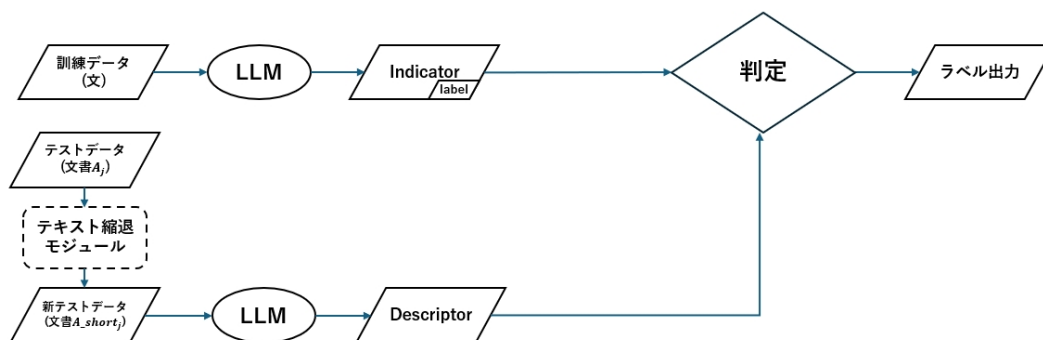 訓練データ
(文)
LLM
Indicator
label
判定
ラベル出力
テストデータ
(文書A_j)
テキスト縮退
モジュール
新テストデータ
(文書A_short_j)
LLM
Descriptor